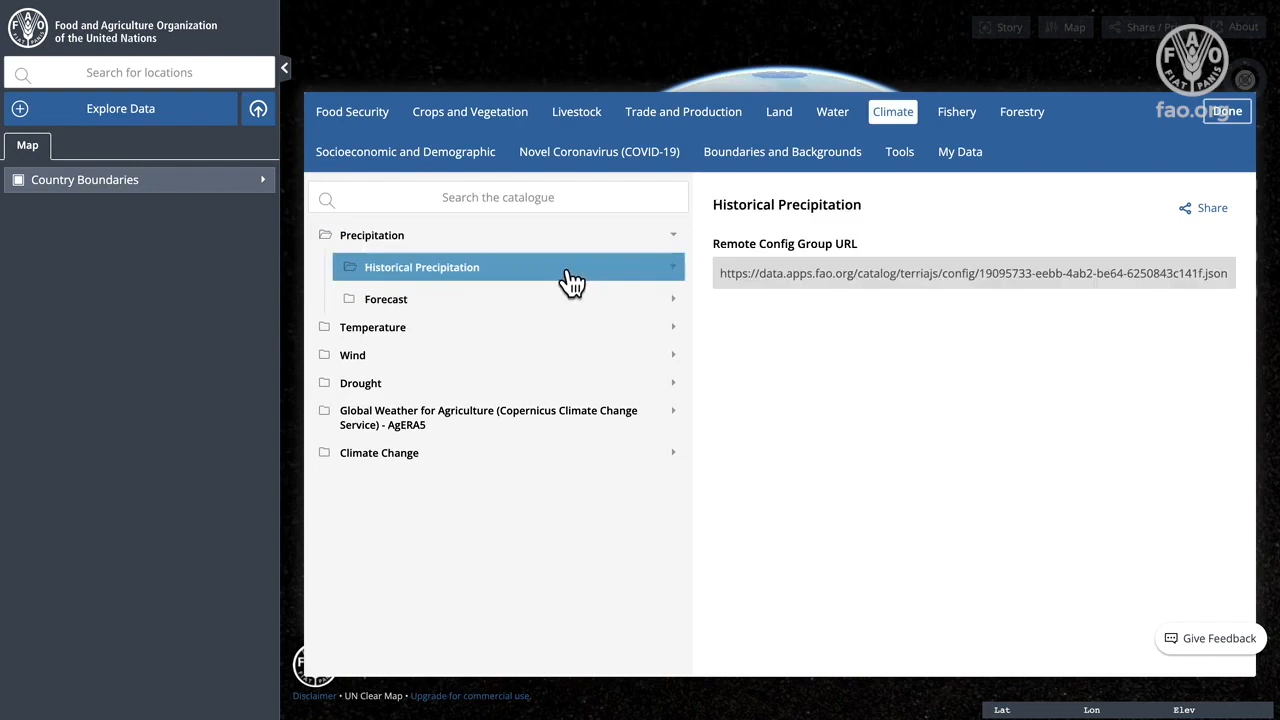 Food and Agriculture Organization
of the United Nations
Search for locations
Explore Data
Map
Country Boundaries
Story
Map
About
fao.org
Done
Food Security
Crops and Vegetation
Livestock
Trade and Production
Land
Water
Climate
Fishery
Forestry
Socioeconomic and Demographic
Novel Coronavirus (COVID-19)
Boundaries and Backgrounds
Tools
My Data
Search the catalogue
Precipitation
Historical Precipitation
Forecast
Temperature
Wind
Drought
Global Weather for Agriculture (Copernicus Climate Change
Service) - AgERA5
Climate Change
Historical Precipitation
Share
Remote Config Group URL
https://data.apps.fao.org/catalog/terriajs/config/19095733-eebb-4ab2-be64-6250843c141f.json
Give Feedback
Disclaimer • UN Clear Map • Upgrade for commercial use.
Lat
Lon
Elev